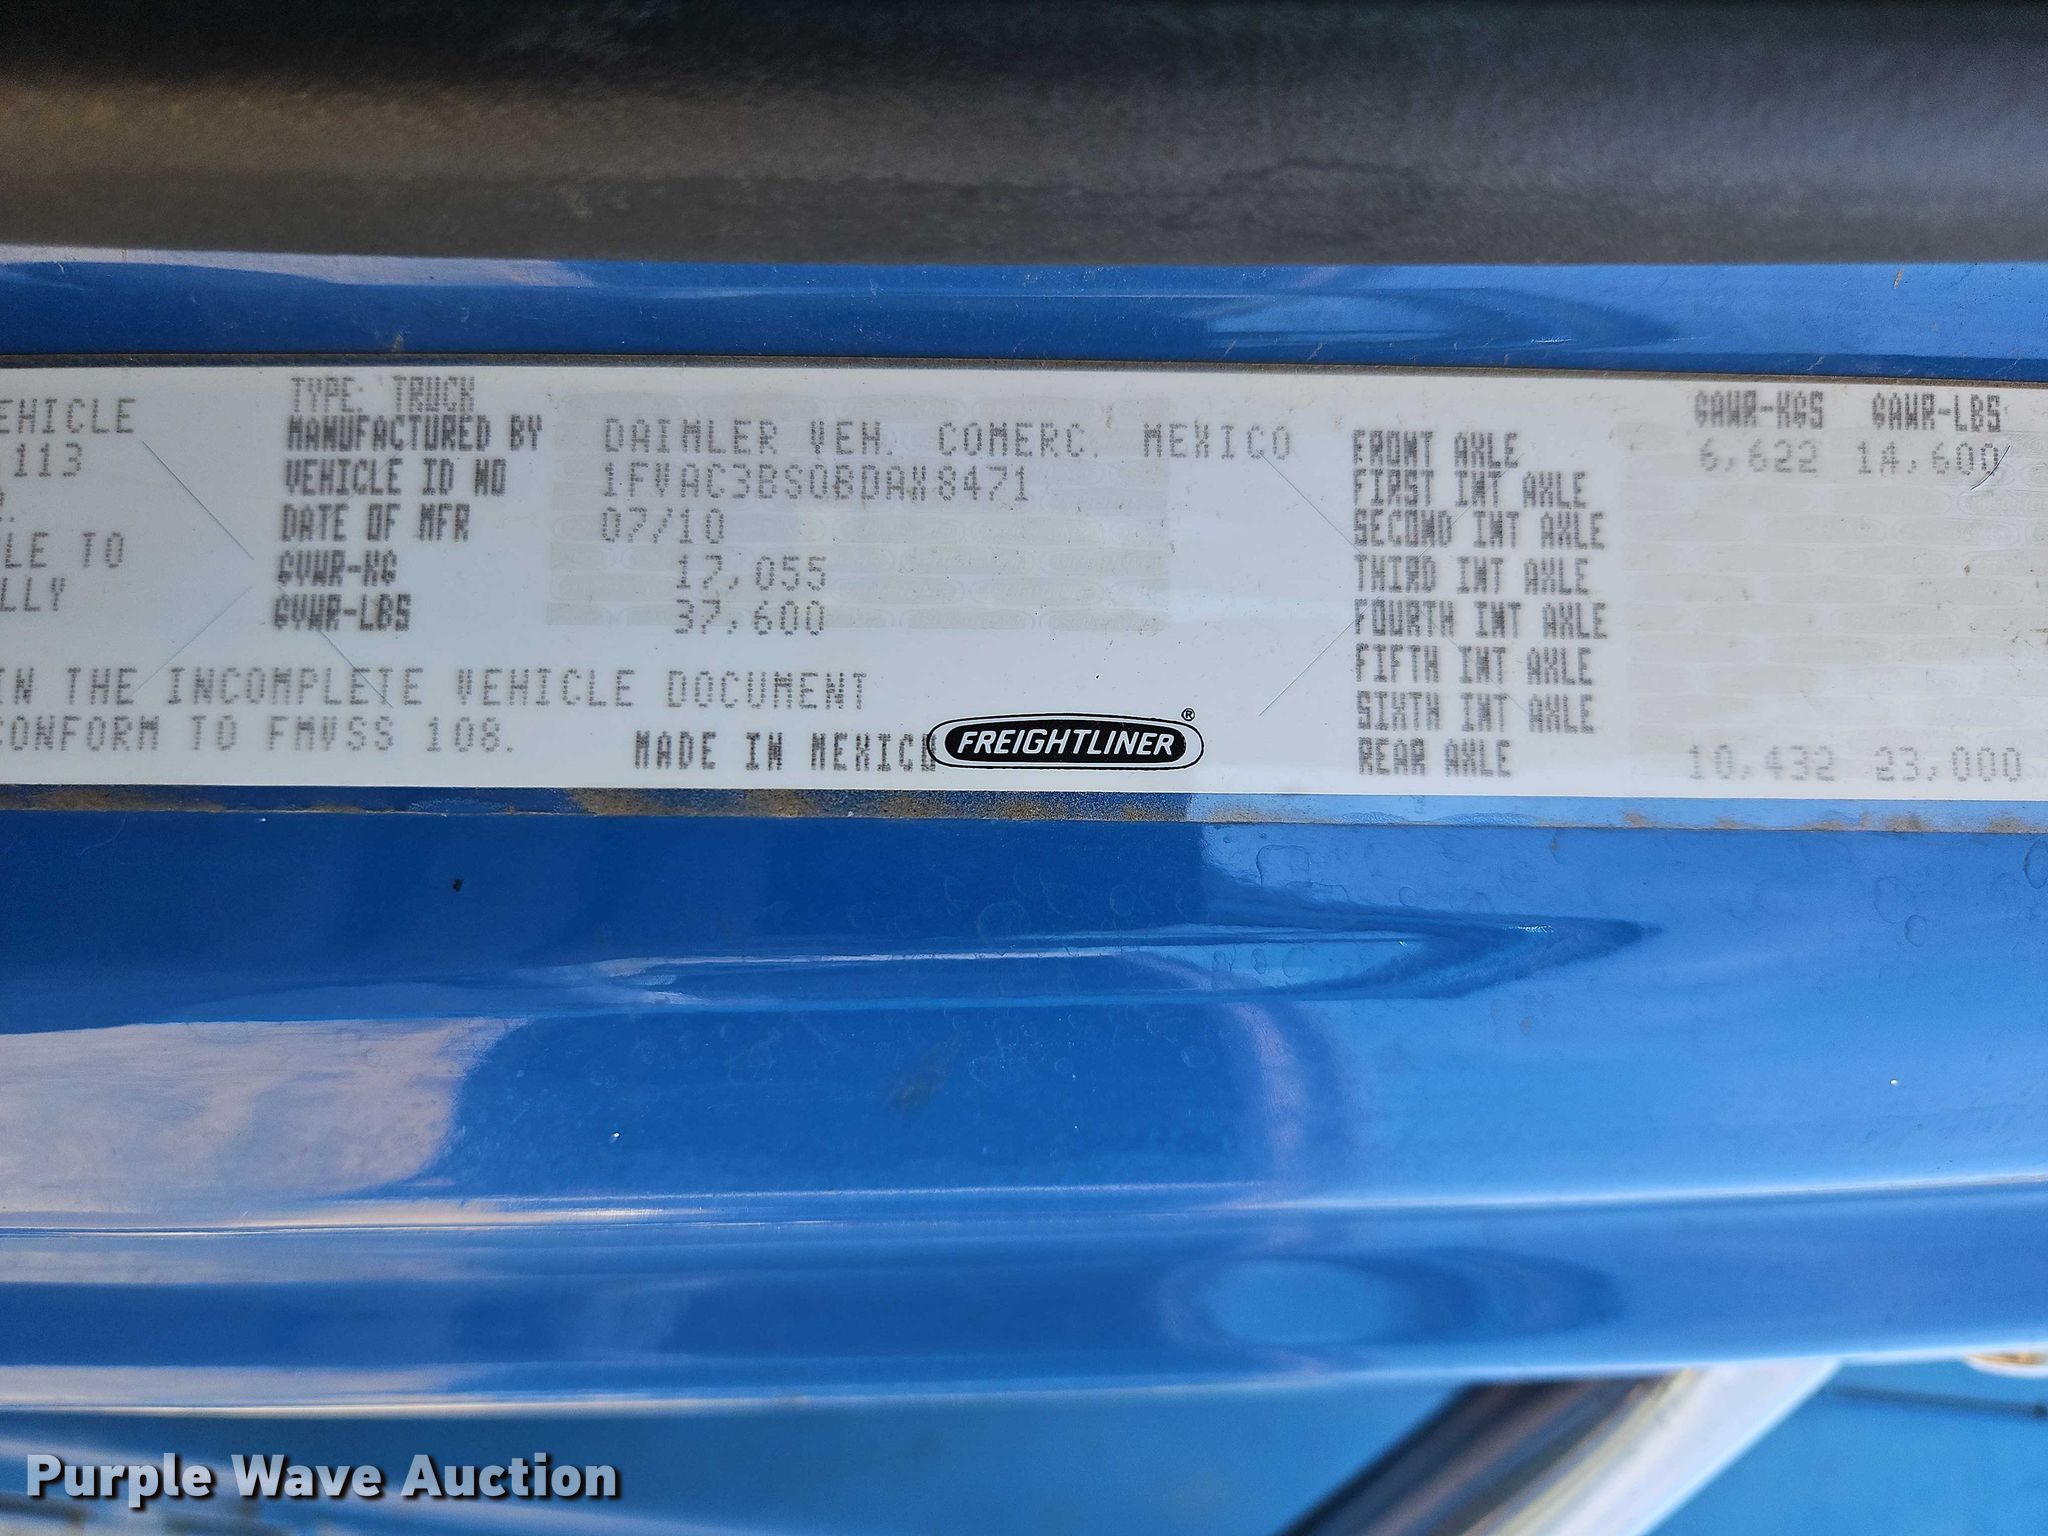 EHICLE
113
LE TO
LLY
IN THE INCOMPLETE VEHICLE DOCUMENT
CONFORM TO FMVSS 108.
TYPE: TRUCK
MANUFACTURED BY DAIMLER VEH. COMERC. MEXICO
VEHICLE ID NO 1FVAC3BS0BDAX8471
DATE OF MFR 07/10
GVWR-KG 17,055
GVWR-LBS 37,600
MADE IN MEXICO
FREIGHTLINER®
GAWR-KGS GAWR-LBS
FRONT AXLE 6,622 14,600
FIRST INT AXLE
SECOND INT AXLE
THIRD INT AXLE
FOURTH INT AXLE
FIFTH INT AXLE
SIXTH INT AXLE
REAR AXLE 10,432 23,000
Purple Wave Auction